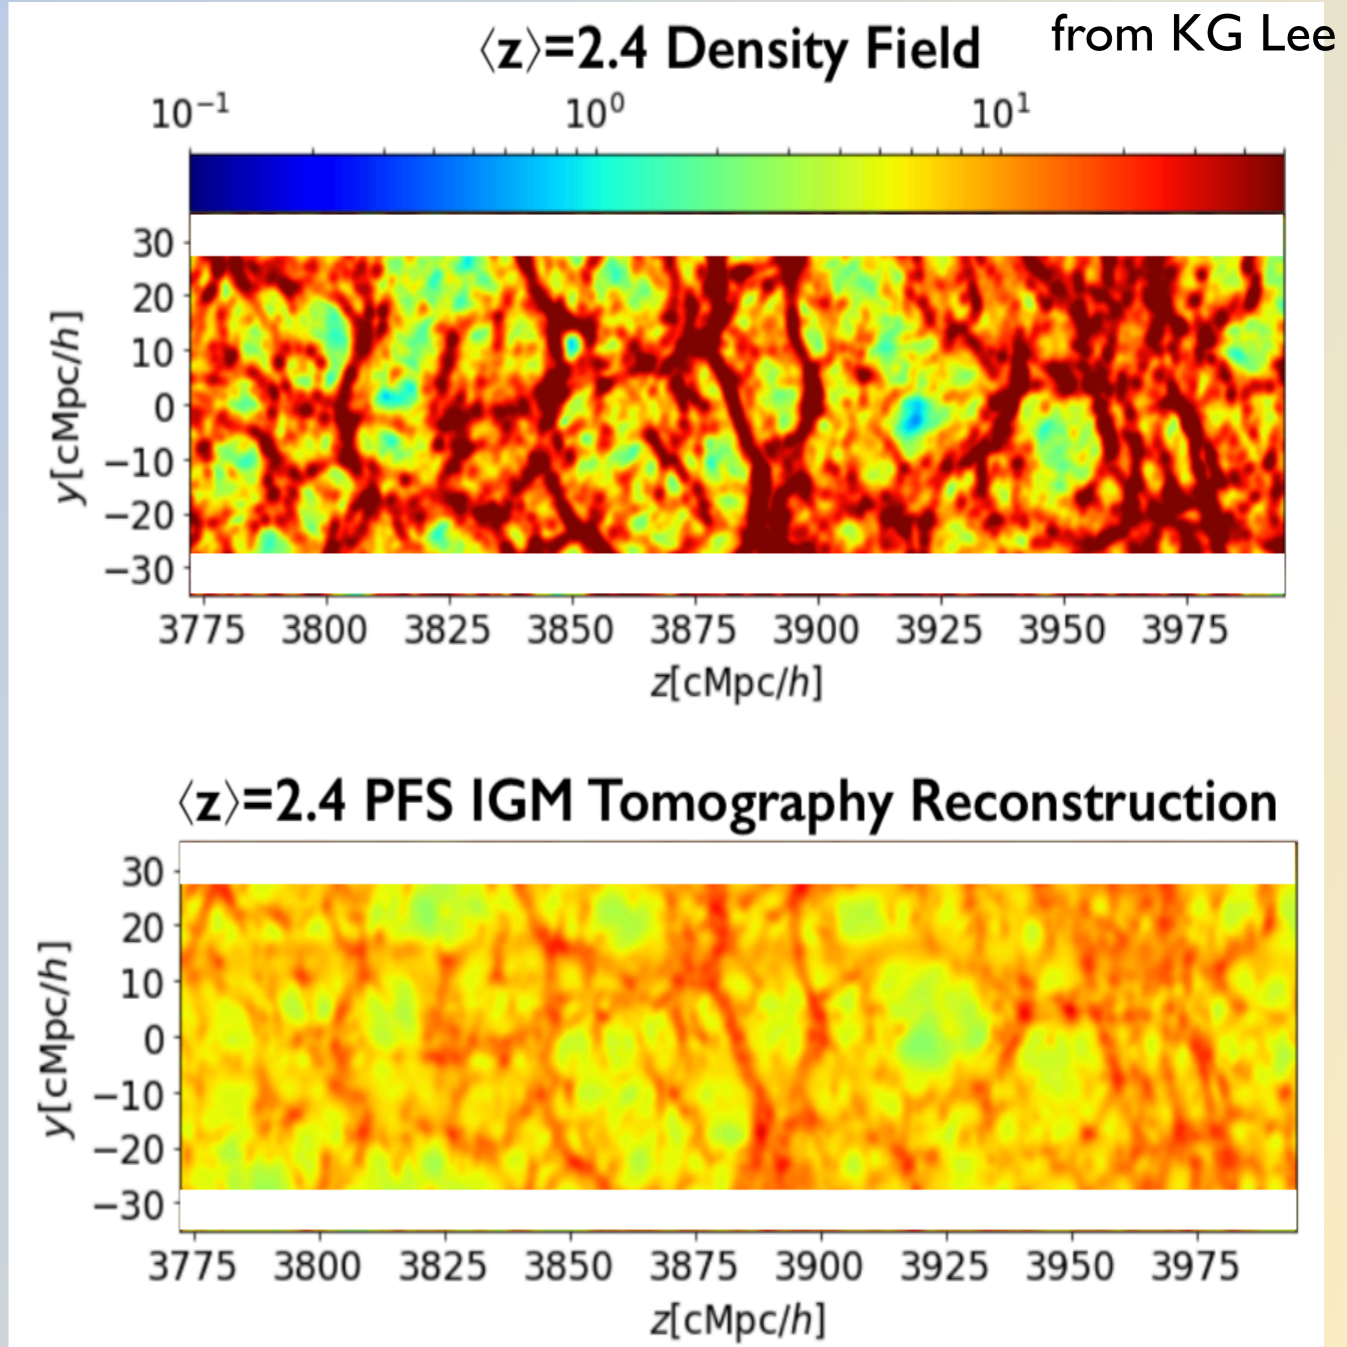 from KG Lee
⟨z⟩=2.4 Density Field
10⁻¹ 10⁰ 10¹
30
20
10
0
−10
−20
−30
y[cMpc/h]
3775 3800 3825 3850 3875 3900 3925 3950 3975
z[cMpc/h]
⟨z⟩=2.4 PFS IGM Tomography Reconstruction
30
20
10
0
−10
−20
−30
y[cMpc/h]
3775 3800 3825 3850 3875 3900 3925 3950 3975
z[cMpc/h]